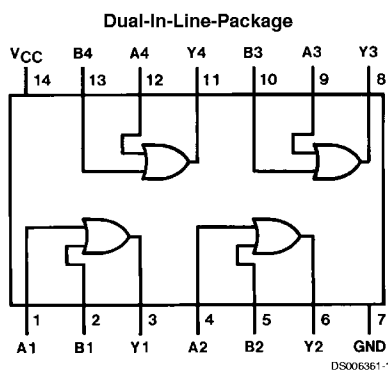 Dual-In-Line-Package
VCC B4 A4 Y4 B3 A3 Y3
14 13 12 11 10 9 8
1 2 3 4 5 6 7
A1 B1 Y1 A2 B2 Y2 GND
DS006361-1